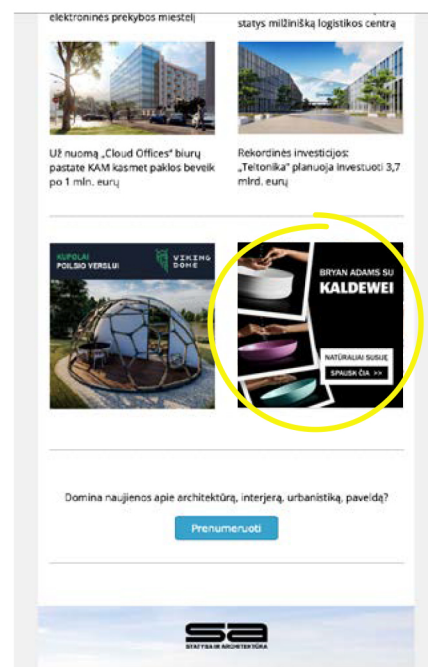 elektroninės prekybos miestelį
statys milžinišką logistikos centrą
Už nuomą „Cloud Offices“ biurų
pastate KAM kasmet paklos beveik
po 1 mln. eurų
Rekordinės investicijos:
„Teltonika“ planuoja investuoti 3,7
mlrd. eurų
KUPOLAI
POILSIO VERSLUI
VIKING
DOME
BRYAN ADAMS SU
KALDEWEI
NATŪRALIAI SUSIJĘ
SPAUSK ČIA >>
Domina naujienos apie architektūrą, interjerą, urbanistiką, paveldą?
Prenumeruoti
sa
STATYBA IR ARCHITEKTŪRA